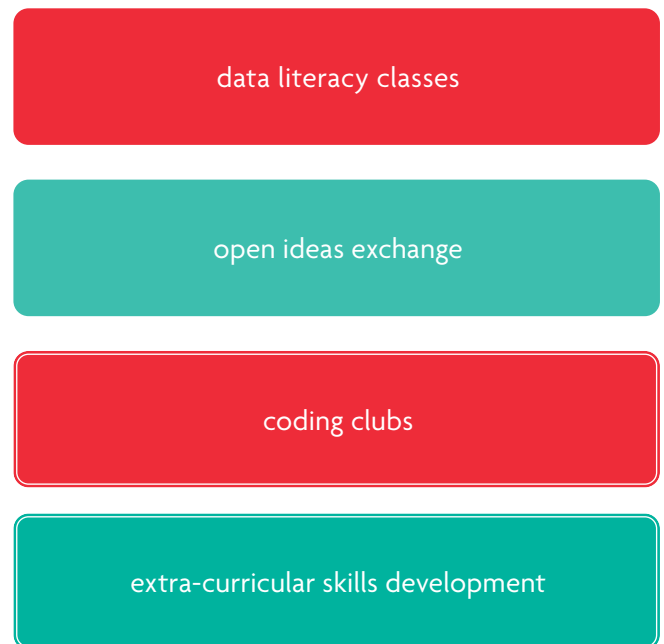 data literacy classes
open ideas exchange
coding clubs
extra-curricular skills development